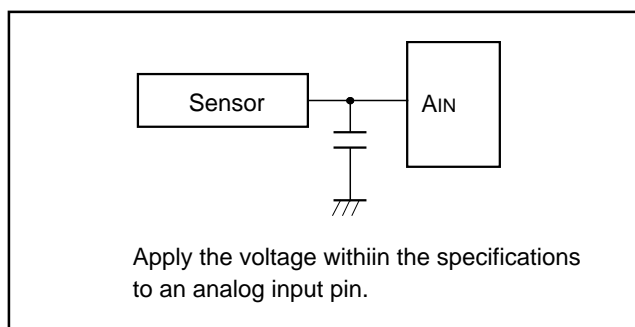 Sensor
AIN
Apply the voltage withiin the specifications
to an analog input pin.